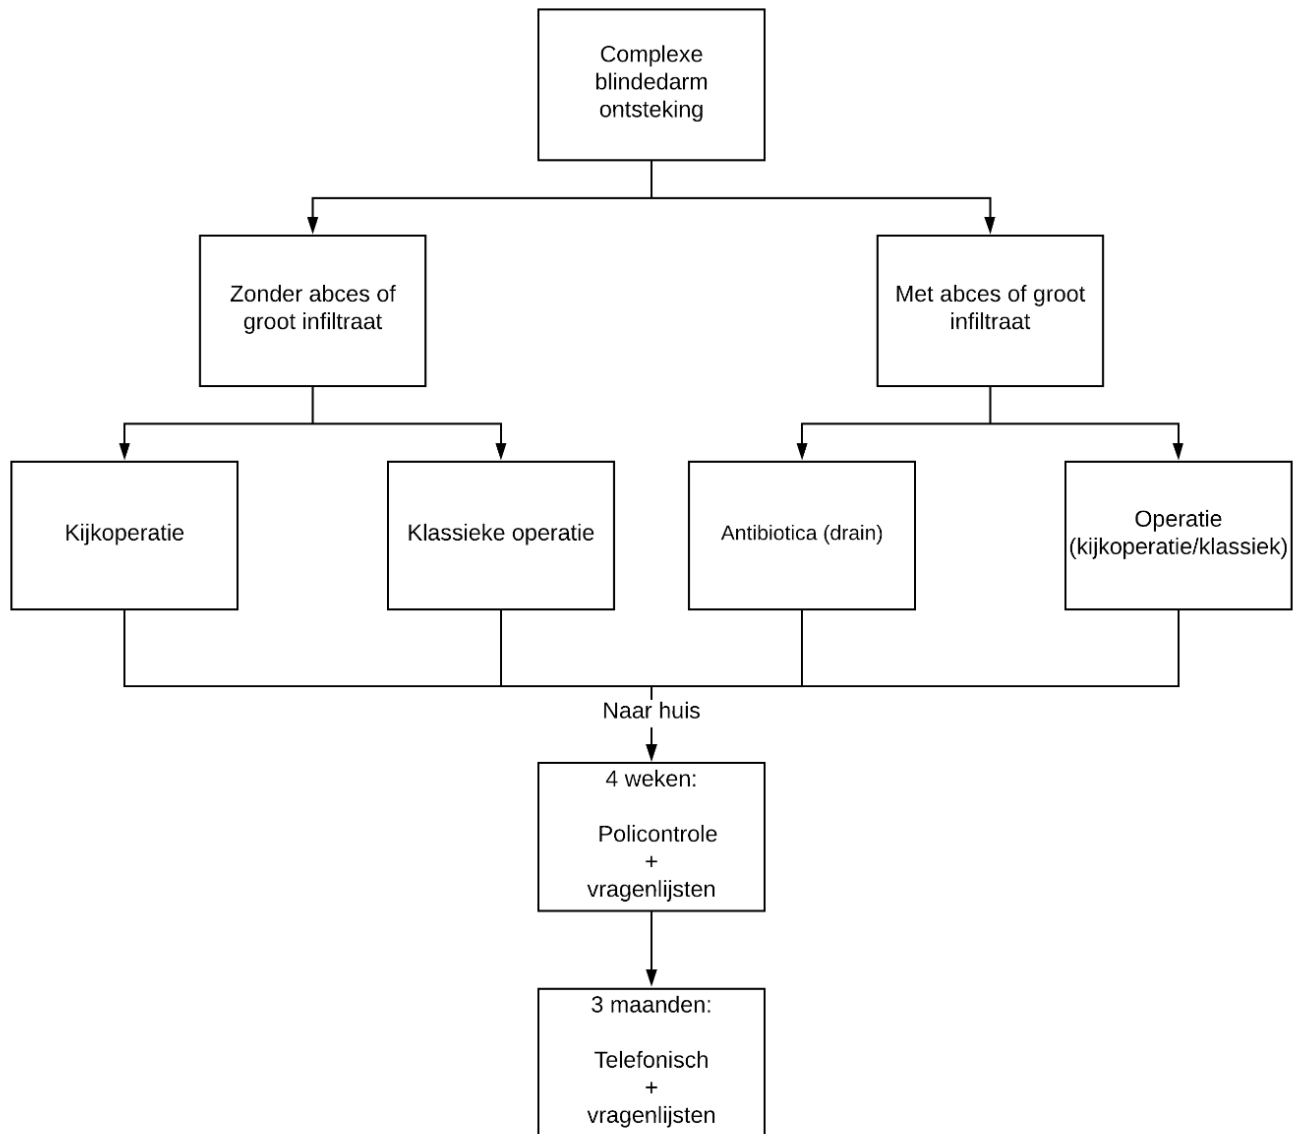 Complexe
blindedarm
ontsteking
Zonder abces of
groot infiltraat
Met abces of groot
infiltraat
Kijkoperatie
Klassieke operatie
Antibiotica (drain)
Operatie
(kijkoperatie/klassiek)
Naar huis
4 weken:
Policontrole
+
vragenlijsten
3 maanden:
Telefonisch
+
vragenlijsten